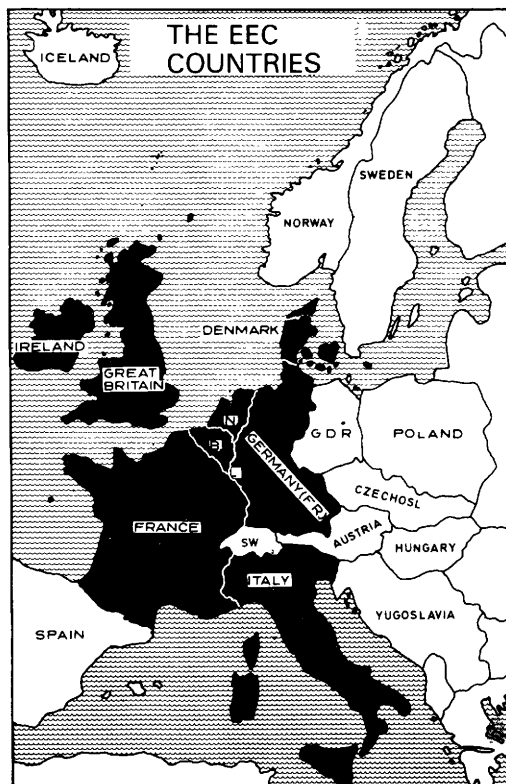 THE EEC
COUNTRIES
ICELAND
SWEDEN
NORWAY
DENMARK
IRELAND
GREAT
BRITAIN
N
B
L
GERMANY(FR)
GDR
POLAND
CZECHOSL
FRANCE
SW
AUSTRIA
HUNGARY
ITALY
YUGOSLAVIA
SPAIN